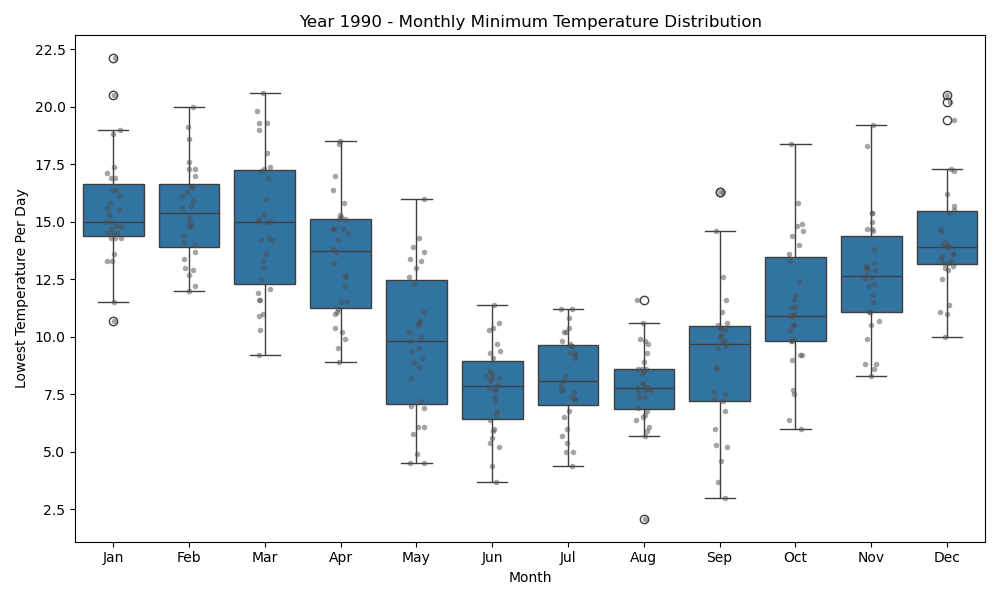 Year 1990 - Monthly Minimum Temperature Distribution
Lowest Temperature Per Day
22.5
20.0
17.5
15.0
12.5
10.0
7.5
5.0
2.5
Jan Feb Mar Apr May Jun Jul Aug Sep Oct Nov Dec
Month